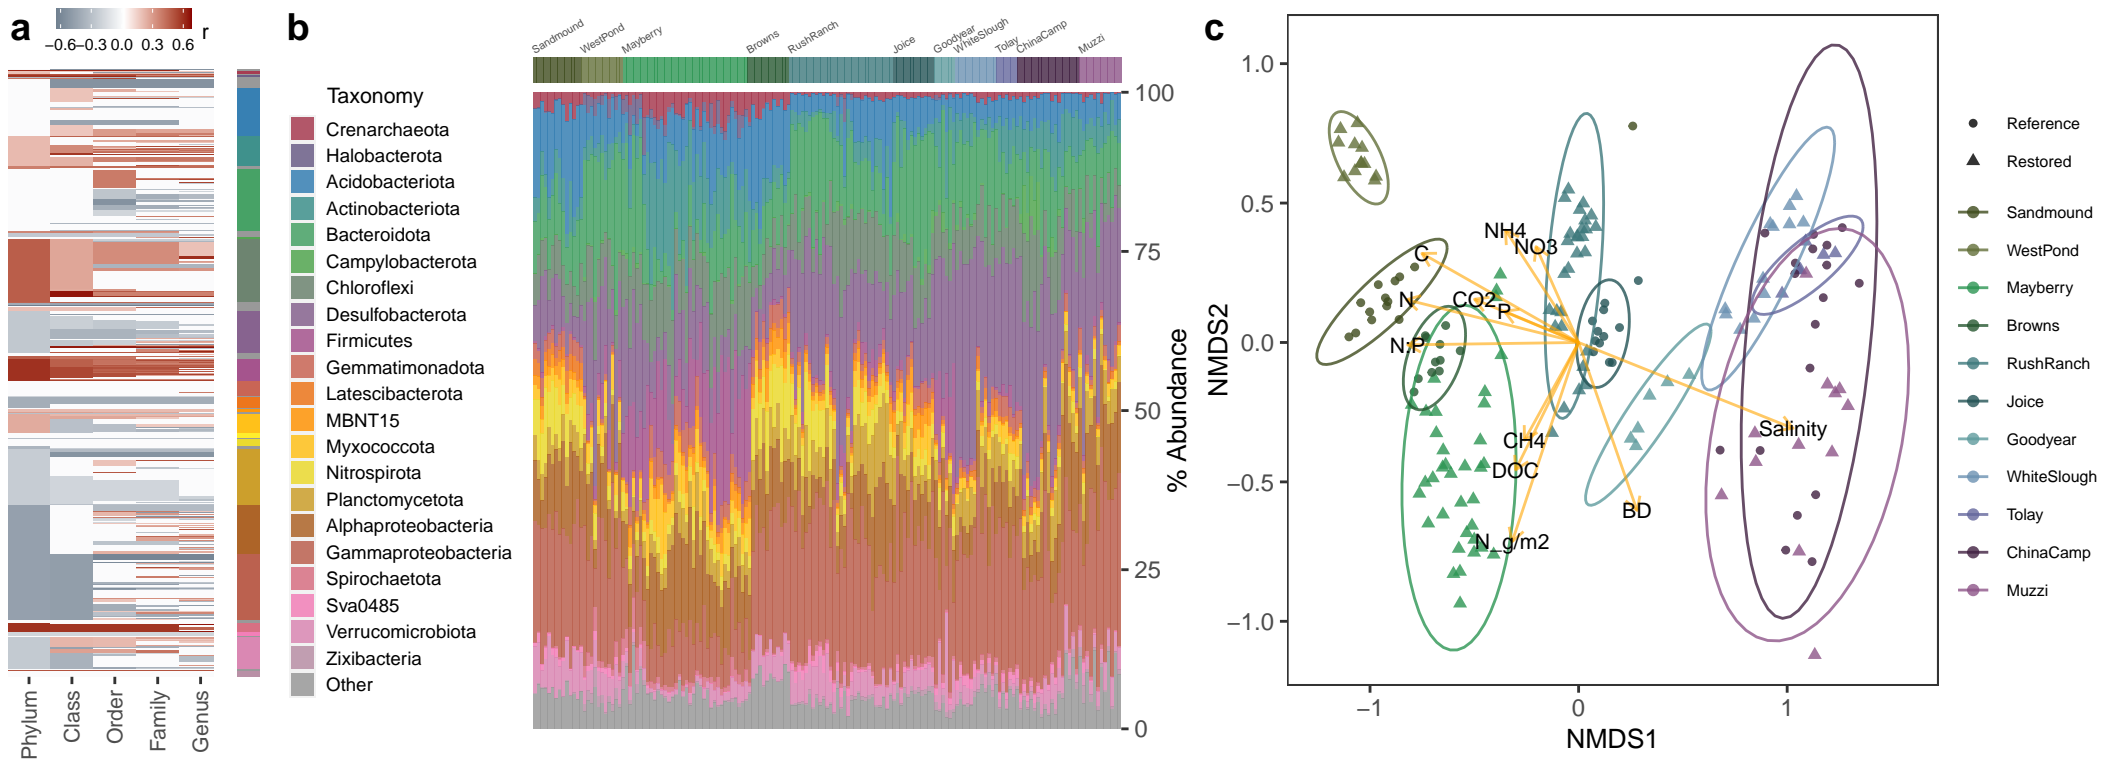 a
−0.6 −0.3 0.0 0.3 0.6 r
Phylum
Class
Order
Family
Genus
b
Sandmound
WestPond
Mayberry
Browns
RushRanch
Joice
Goodyear
WhiteSlough
Tolay
ChinaCamp
Muzzi
Taxonomy
Crenarchaeota
Halobacterota
Acidobacteriota
Actinobacteriota
Bacteroidota
Campylobacterota
Chloroflexi
Desulfobacterota
Firmicutes
Gemmatimonadota
Latescibacterota
MBNT15
Myxococcota
Nitrospirota
Planctomycetota
Alphaproteobacteria
Gammaproteobacteria
Spirochaetota
Sva0485
Verrucomicrobiota
Zixibacteria
Other
100
75
50
25
0
% Abundance
c
1.0
0.5
0.0
−0.5
−1.0
NMDS2
NH4
NO3
C
N
CO2
P
N:P
CH4
Salinity
DOC
BD
N_g/m2
−1
0
1
NMDS1
Reference
Restored
Sandmound
WestPond
Mayberry
Browns
RushRanch
Joice
Goodyear
WhiteSlough
Tolay
ChinaCamp
Muzzi